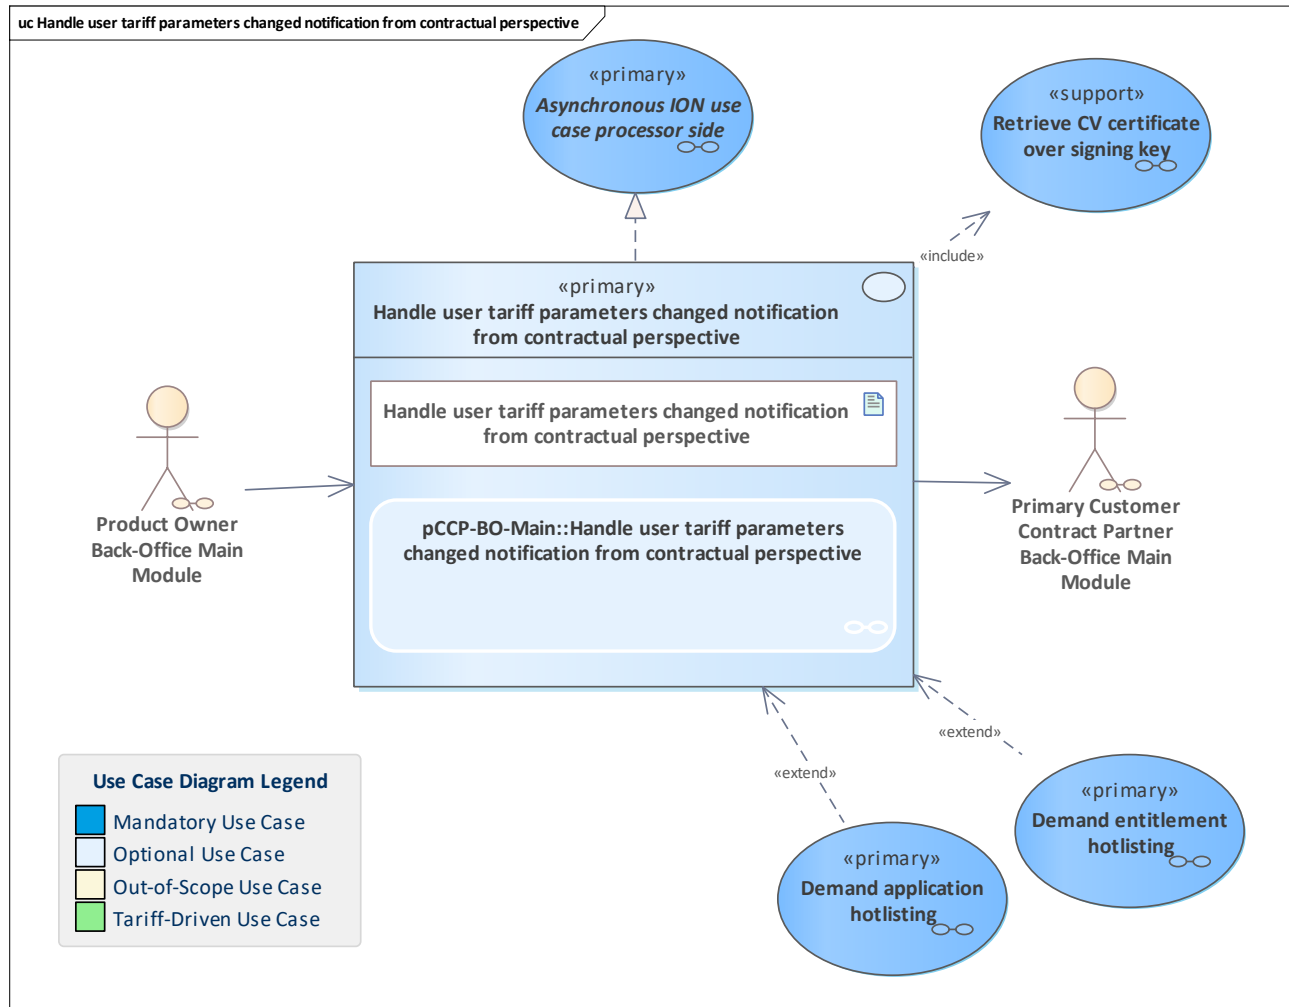 uc Handle user tariff parameters changed notification from contractual perspective
«primary»
Asynchronous ION use
case processor side
«support»
Retrieve CV certificate
over signing key
«include»
«primary»
Handle user tariff parameters changed notification
from contractual perspective
Handle user tariff parameters changed notification
from contractual perspective
pCCP-BO-Main::Handle user tariff parameters
changed notification from contractual perspective
Product Owner
Back-Office Main
Module
Primary Customer
Contract Partner
Back-Office Main
Module
«extend»
«extend»
«primary»
Demand entitlement
hotlisting
«primary»
Demand application
hotlisting
Use Case Diagram Legend
Mandatory Use Case
Optional Use Case
Out-of-Scope Use Case
Tariff-Driven Use Case